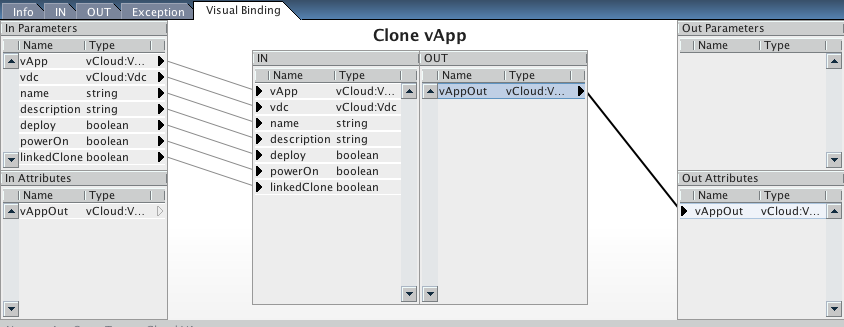 Info IN OUT Exception Visual Binding
Clone vApp
In Parameters
Name Type
vApp vCloud:V...
vdc vCloud:Vdc
name string
description string
deploy boolean
powerOn boolean
linkedClone boolean
In Attributes
Name Type
vAppOut vCloud:V...
IN
Name Type
vApp vCloud:V...
vdc vCloud:Vdc
name string
description string
deploy boolean
powerOn boolean
linkedClone boolean
OUT
Name Type
vAppOut vCloud:V...
Out Parameters
Name Type
Out Attributes
Name Type
vAppOut vCloud:V...